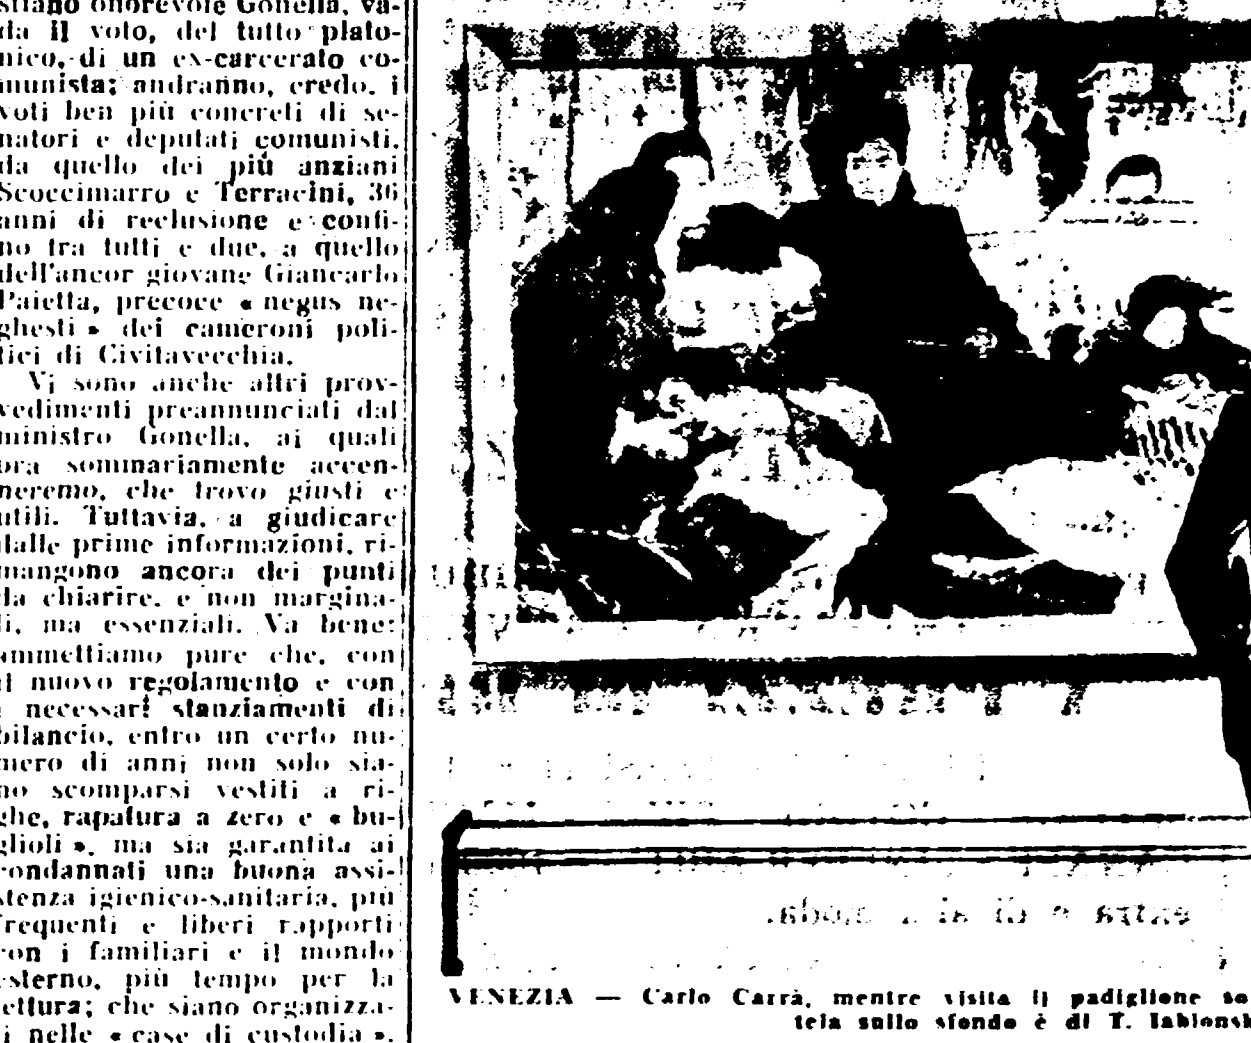 stiano onorevole Gonella, va-
da il voto, del tutto plato-
nico, di un ex-carcerato co-
munista; andranno, credo, i
voti ben più concreti di se-
natori e deputati comunisti,
da quello dei più anziani
Scoccimarro e Terracini, 36
anni di reclusione e confi-
no tra tutti e due, a quello
dell'ancor giovane Giancarlo
Paietta, precoce « negus ne-
ghesti » dei cameroni poli-
tici di Civitavecchia.
Vi sono anche altri prov-
vedimenti preannunciati dal
ministro Gonella, ai quali
ora sommariamente accen-
neremo, che trovo giusti e
utili. Tuttavia, a giudicare
dalle prime informazioni, ri-
mangono ancora dei punti
da chiarire, e non margina-
li, ma essenziali. Va bene:
ammettiamo pure che, con
il nuovo regolamento e con
i necessari stanziamenti di
bilancio, entro un certo nu-
mero di anni non solo sia-
no scomparsi vestiti a ri-
ghe, rapatura a zero e « bu-
glioli », ma sia garantita ai
condannati una buona assi-
stenza igienico-sanitaria, più
frequenti e liberi rapporti
con i familiari e il mondo
esterno, più tempo per la
lettura; che siano organizza-
ti nelle « case di custodia »,
VENEZIA — Carlo Carrà, mentre visita il padiglione so
tela sullo sfondo è di T. Iablonsk